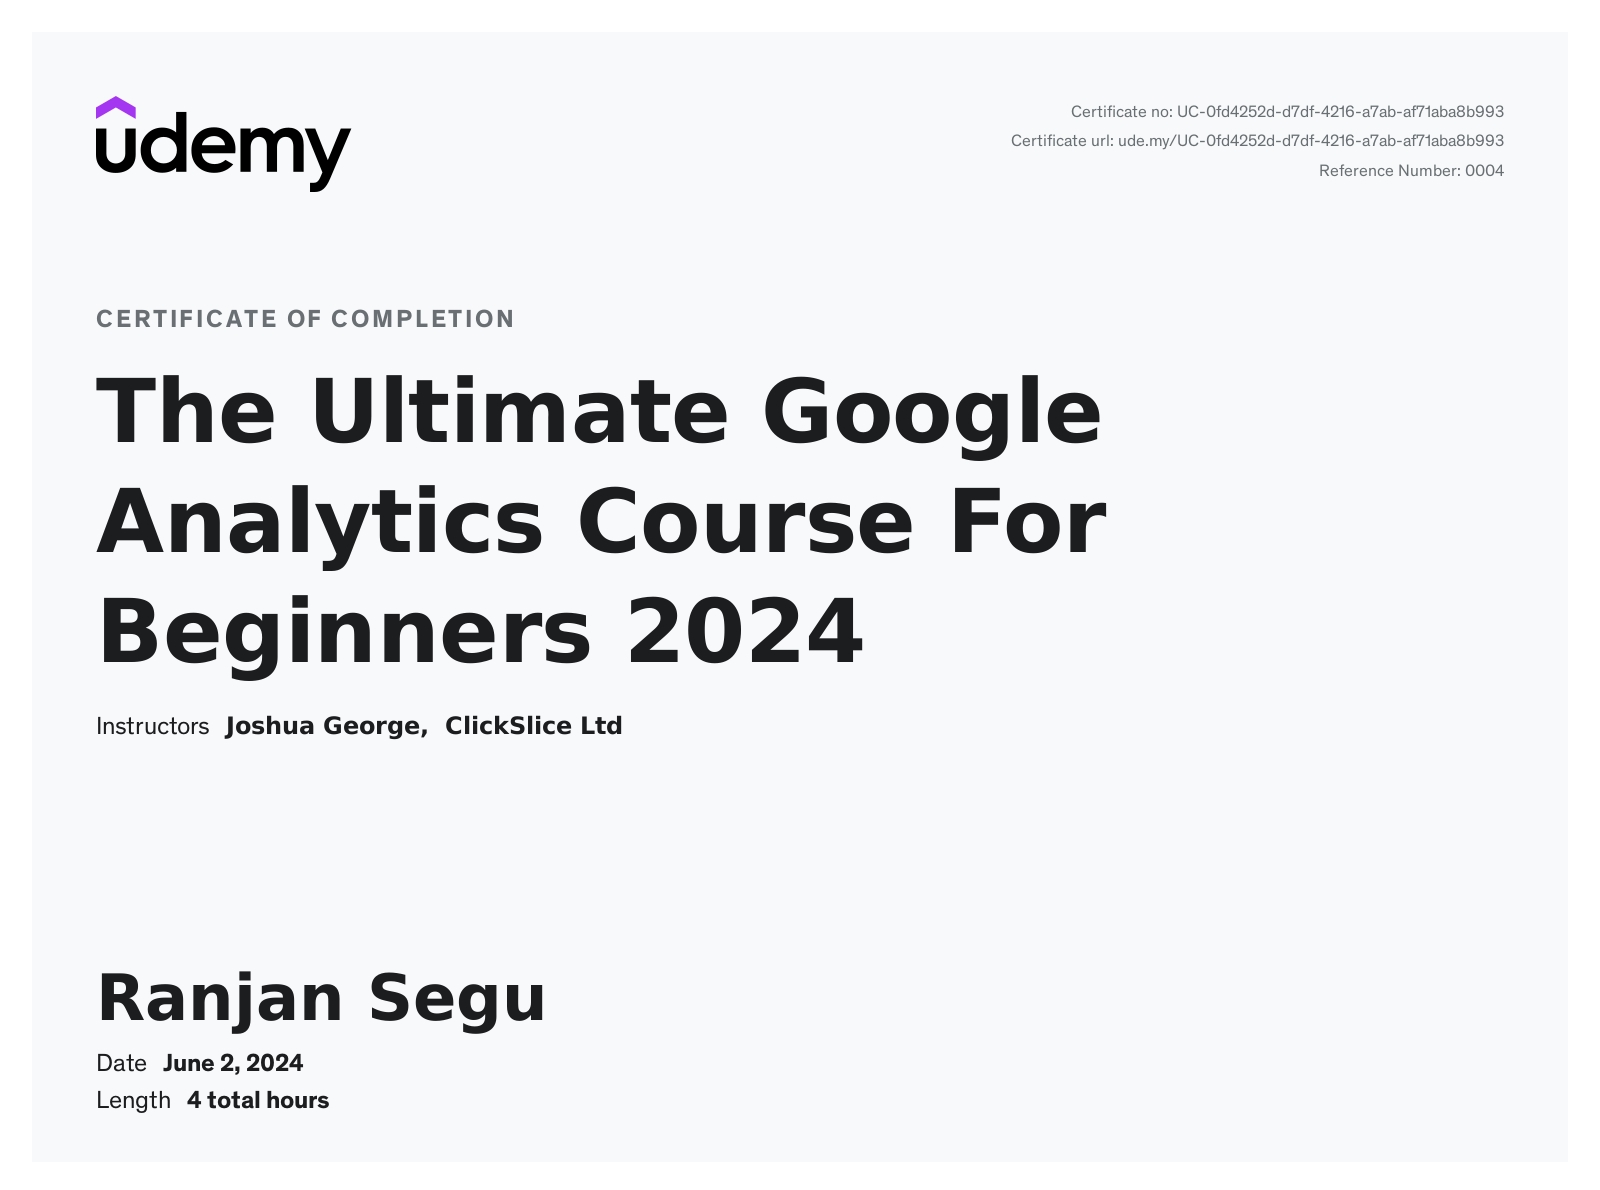 udemy
Certificate no: UC-0fd4252d-d7df-4216-a7ab-af71aba8b993
Certificate url: ude.my/UC-0fd4252d-d7df-4216-a7ab-af71aba8b993
Reference Number: 0004
CERTIFICATE OF COMPLETION
The Ultimate Google
Analytics Course For
Beginners 2024
Instructors Joshua George, ClickSlice Ltd
Ranjan Segu
Date June 2, 2024
Length 4 total hours